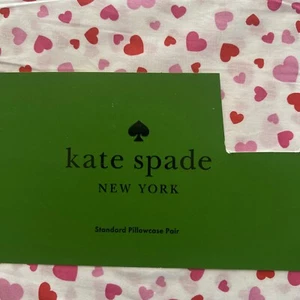 kate spade
NEW YORK
Standard Pillowcase Pair